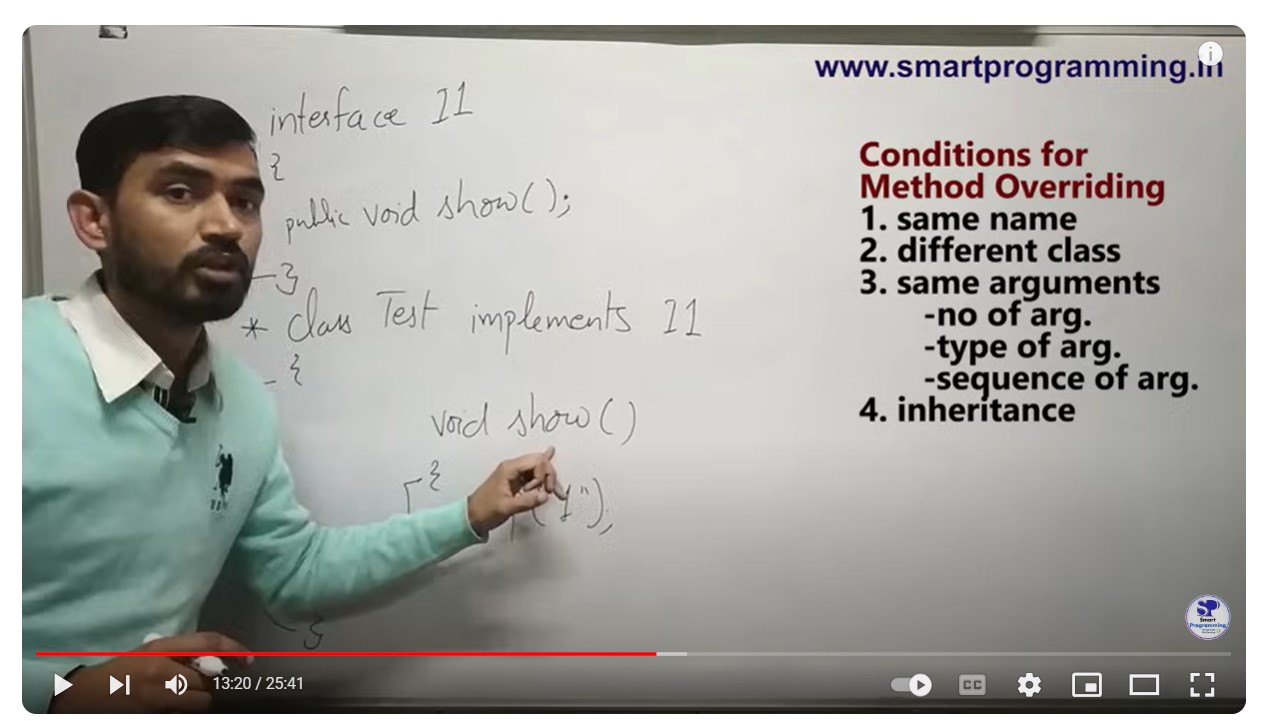 www.smartprogramming.in
interface I1
{
public void show();
}
* class Test implements I1
{
void show()
{
("1");
}
Conditions for
Method Overriding
1. same name
2. different class
3. same arguments
-no of arg.
-type of arg.
-sequence of arg.
4. inheritance
SP
Smart
Programming
13:20 / 25:41
CC